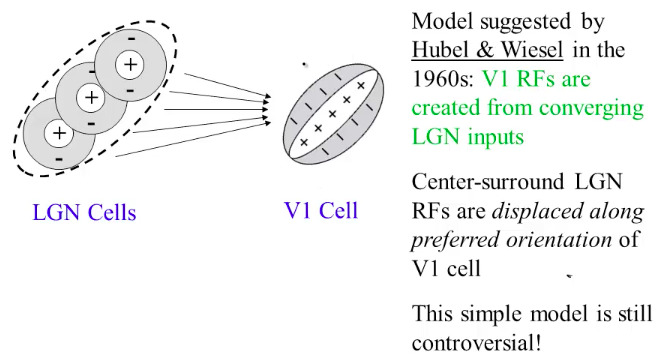 LGN Cells
V1 Cell
Model suggested by
Hubel & Wiesel in the
1960s: V1 RFs are
created from converging
LGN inputs
Center-surround LGN
RFs are displaced along
preferred orientation of
V1 cell
This simple model is still
controversial!